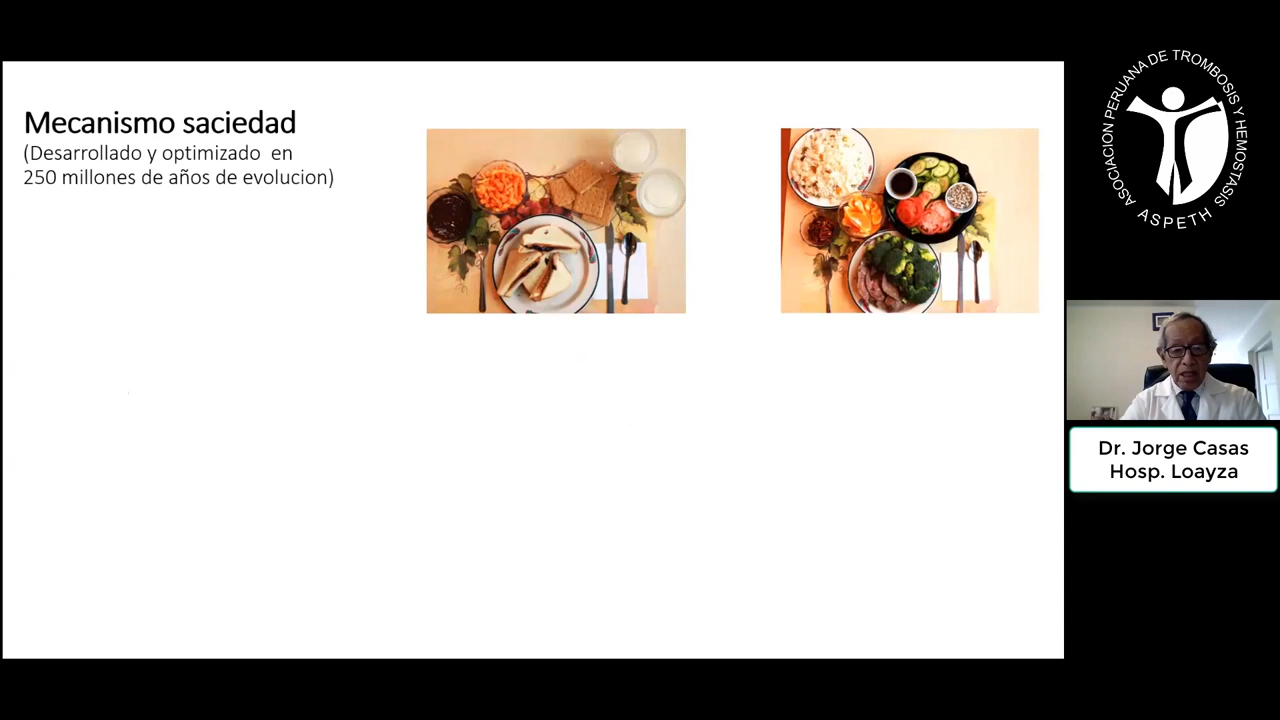 Mecanismo saciedad
(Desarrollado y optimizado  en
250 millones de años de evolucion)
ASOCIACION PERUANA DE TROMBOSIS Y HEMOSTASIS
ASPETH
Dr. Jorge Casas
Hosp. Loayza